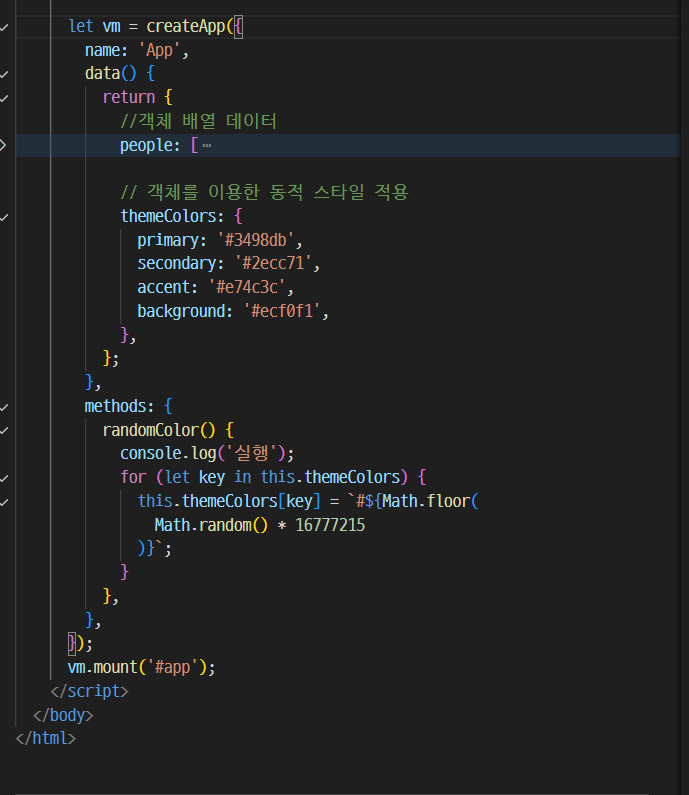 let vm = createApp({
name: 'App',
data() {
return {
//객체 배열 데이터
people: [ ⋯
// 객체를 이용한 동적 스타일 적용
themeColors: {
primary: '#3498db',
secondary: '#2ecc71',
accent: '#e74c3c',
background: '#ecf0f1',
},
};
},
methods: {
randomColor() {
console.log('실행');
for (let key in this.themeColors) {
this.themeColors[key] = `#${Math.floor(
Math.random() * 16777215
)}`;
}
},
},
});
vm.mount('#app');
</script>
</body>
</html>